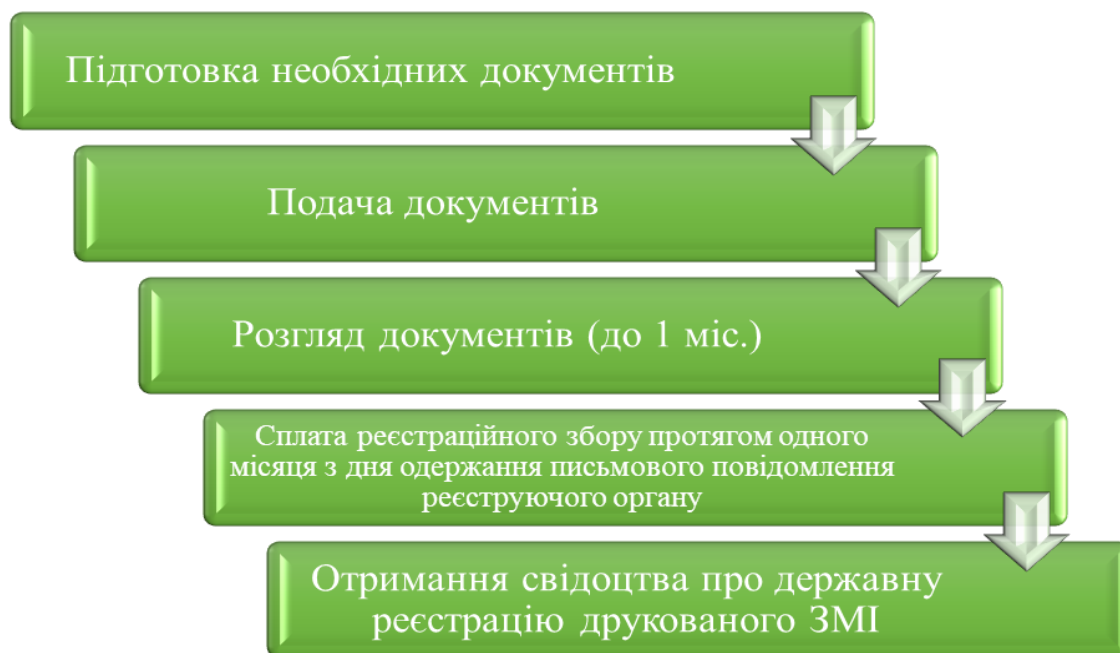 Підготовка необхідних документів
Подача документів
Розгляд документів (до 1 міс.)
Сплата реєстраційного збору протягом одного
місяця з дня одержання письмового повідомлення
реєструючого органу
Отримання свідоцтва про державну
реєстрацію друкованого ЗМІ